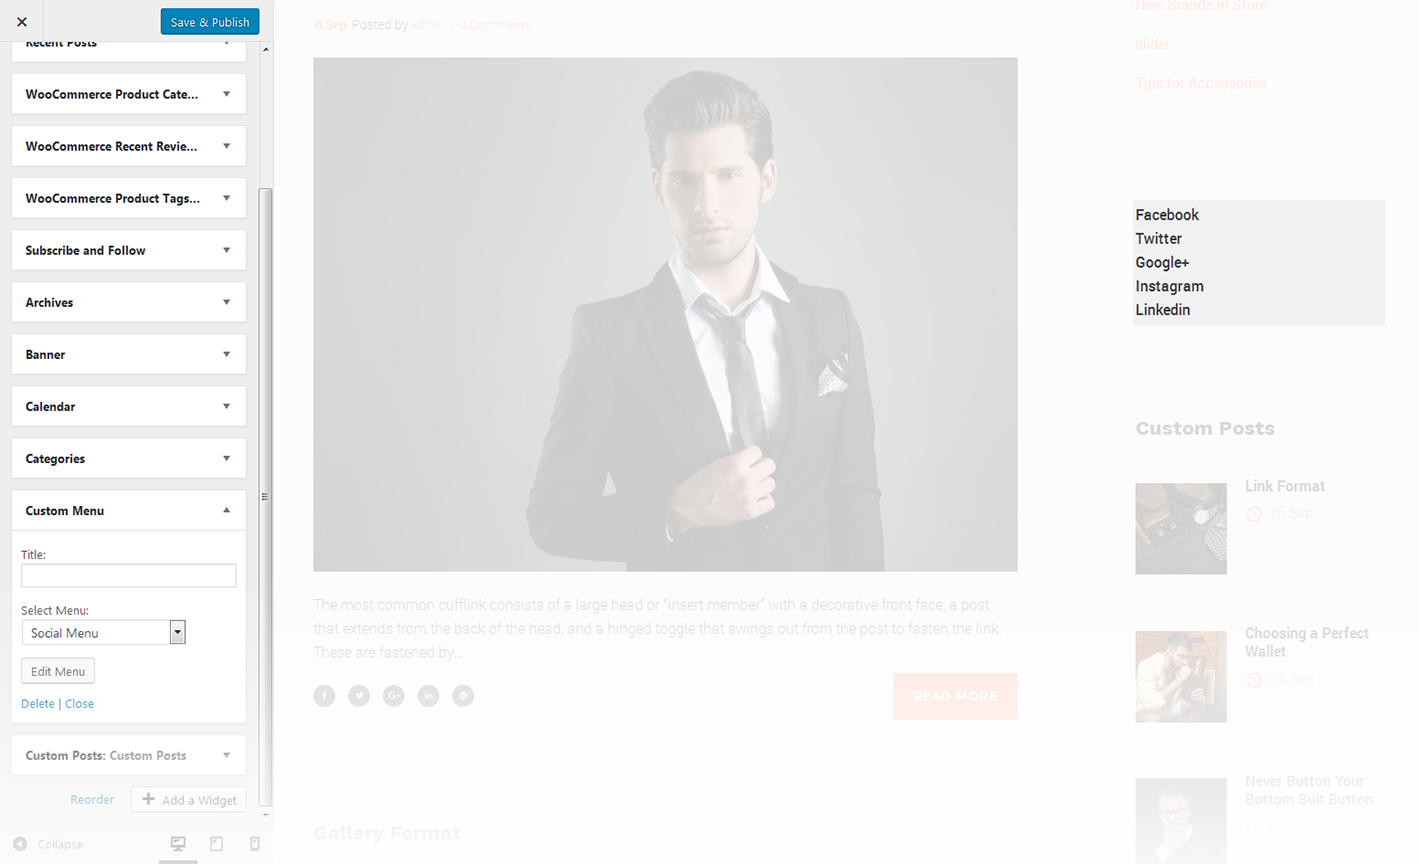 Save & Publish
Recent Posts
WooCommerce Product Cate...
WooCommerce Recent Revie...
WooCommerce Product Tags...
Subscribe and Follow
Archives
Banner
Calendar
Categories
Custom Menu
Title:
Select Menu:
Social Menu
Edit Menu
Delete | Close
Custom Posts: Custom Posts
Reorder
Add a Widget
Collapse
6 Sep Posted by admin • 4 Comments
The most common cufflink consists of a large head or “insert member” with a decorative front face, a post
that extends from the back of the head, and a hinged toggle that swings out from the post to fasten the link.
These are fastened by...
READ MORE
Gallery Format
New Brands in Store
slider
Tips for Accessories
Facebook
Twitter
Google+
Instagram
Linkedin
Custom Posts
Link Format
26 Sep
Choosing a Perfect
Wallet
24 Sep
Never Button Your
Bottom Suit Button